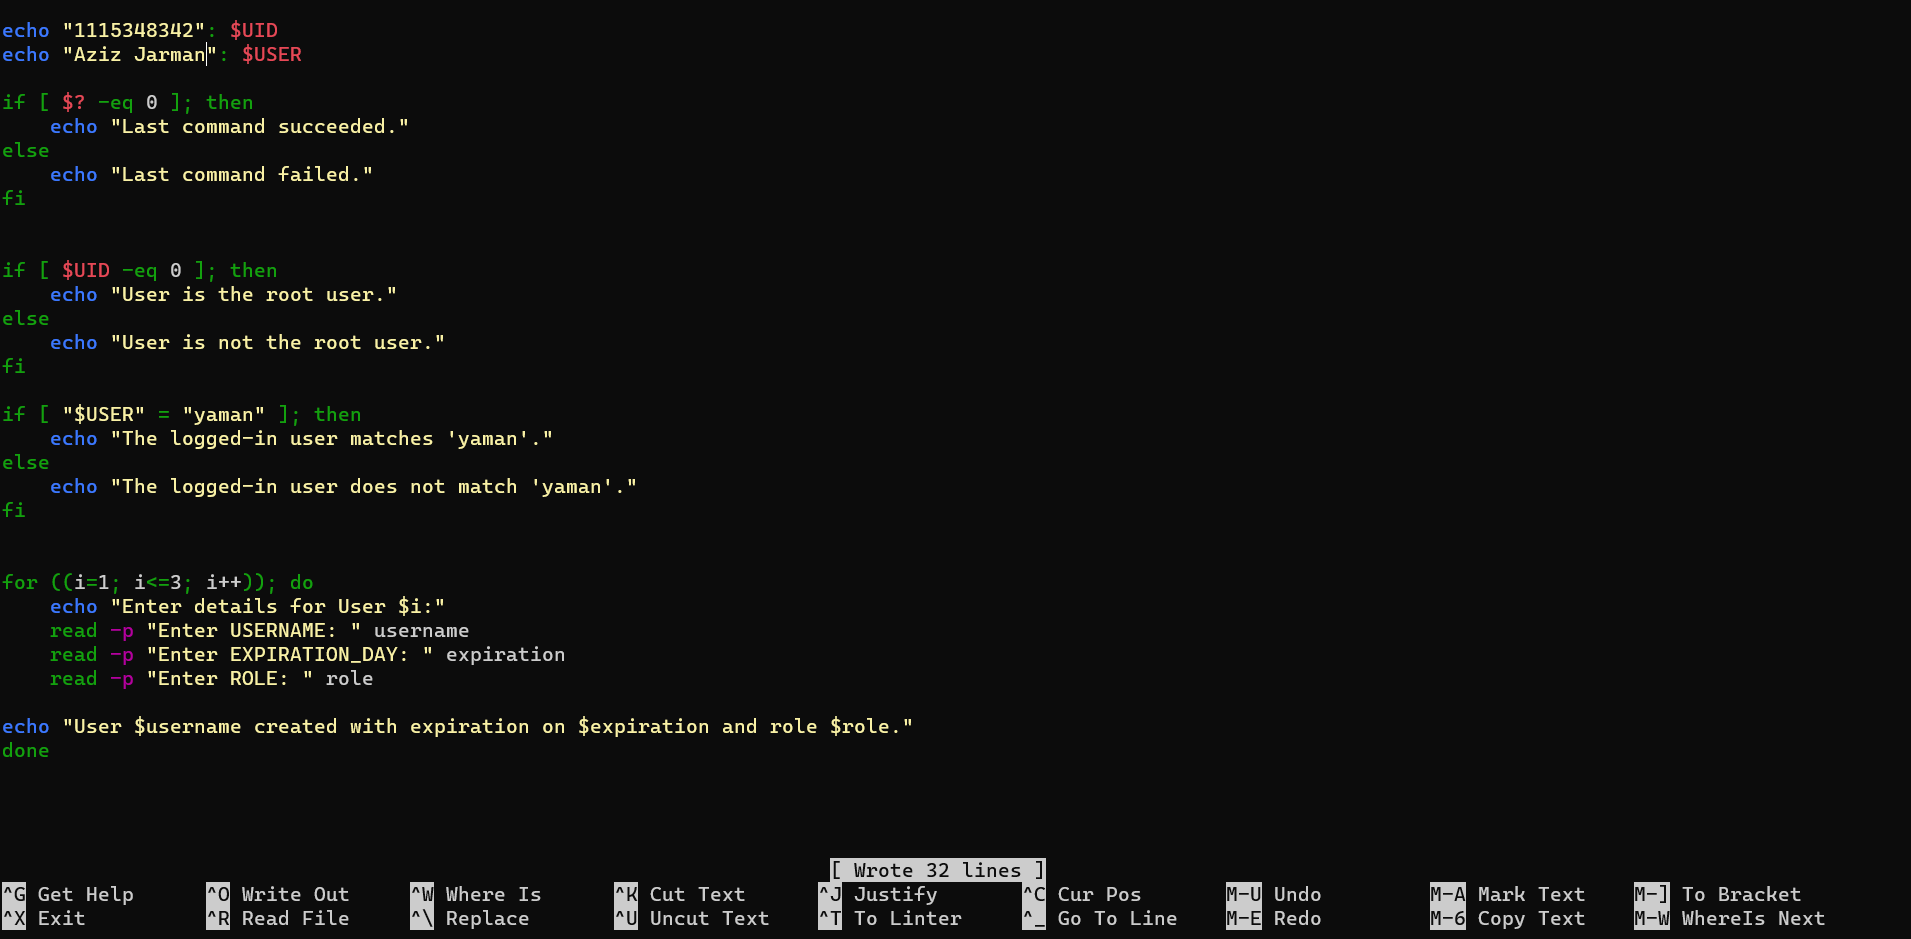 echo "1115348342": $UID
echo "Aziz Jarman": $USER
if [ $? -eq 0 ]; then
    echo "Last command succeeded."
else
    echo "Last command failed."
fi
if [ $UID -eq 0 ]; then
    echo "User is the root user."
else
    echo "User is not the root user."
fi
if [ "$USER" = "yaman" ]; then
    echo "The logged-in user matches 'yaman'."
else
    echo "The logged-in user does not match 'yaman'."
fi
for ((i=1; i<=3; i++)); do
    echo "Enter details for User $i:"
    read -p "Enter USERNAME: " username
    read -p "Enter EXPIRATION_DAY: " expiration
    read -p "Enter ROLE: " role
echo "User $username created with expiration on $expiration and role $role."
done
[ Wrote 32 lines ]
^G Get Help ^O Write Out ^W Where Is ^K Cut Text ^J Justify ^C Cur Pos M-U Undo M-A Mark Text M-] To Bracket
^X Exit ^R Read File ^\ Replace ^U Uncut Text ^T To Linter ^_ Go To Line M-E Redo M-6 Copy Text M-W WhereIs Next